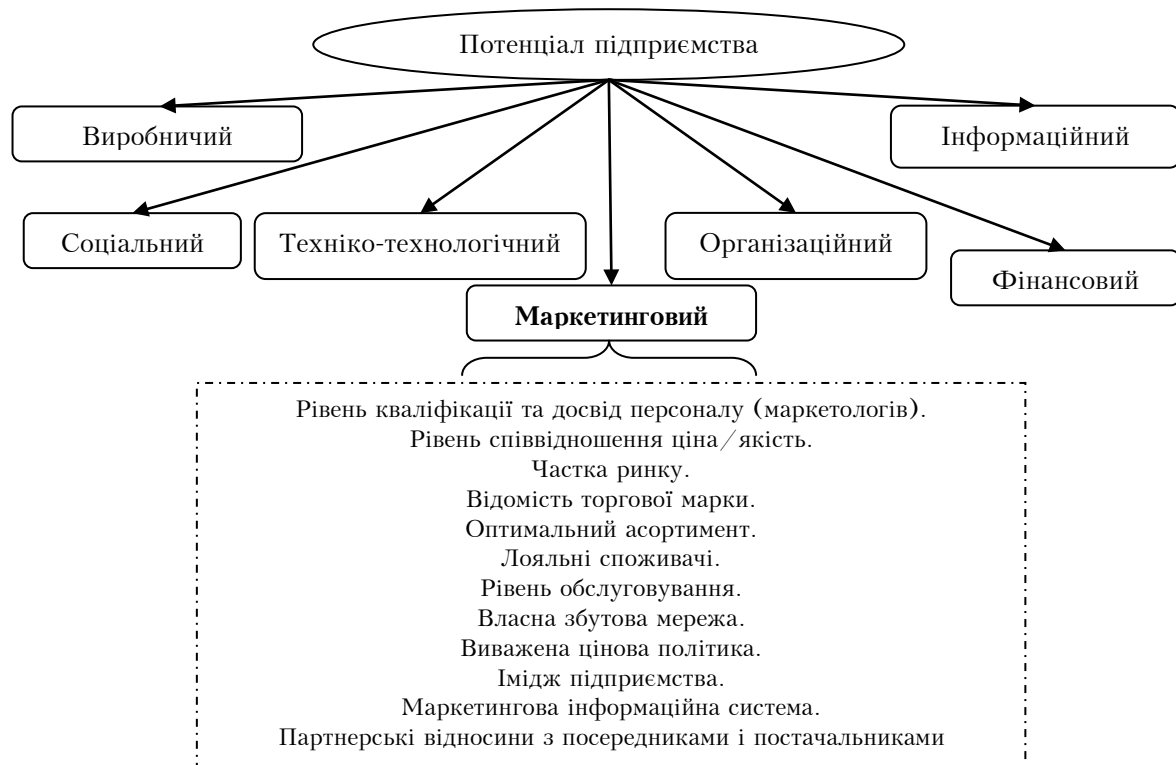 Потенціал підприємства
Виробничий
Інформаційний
Соціальний
Техніко-технологічний
Організаційний
Фінансовий
Маркетинговий
Рівень кваліфікації та досвід персоналу (маркетологів).
Рівень співвідношення ціна/якість.
Частка ринку.
Відомість торгової марки.
Оптимальний асортимент.
Лояльні споживачі.
Рівень обслуговування.
Власна збутова мережа.
Виважена цінова політика.
Імідж підприємства.
Маркетингова інформаційна система.
Партнерські відносини з посередниками і постачальниками